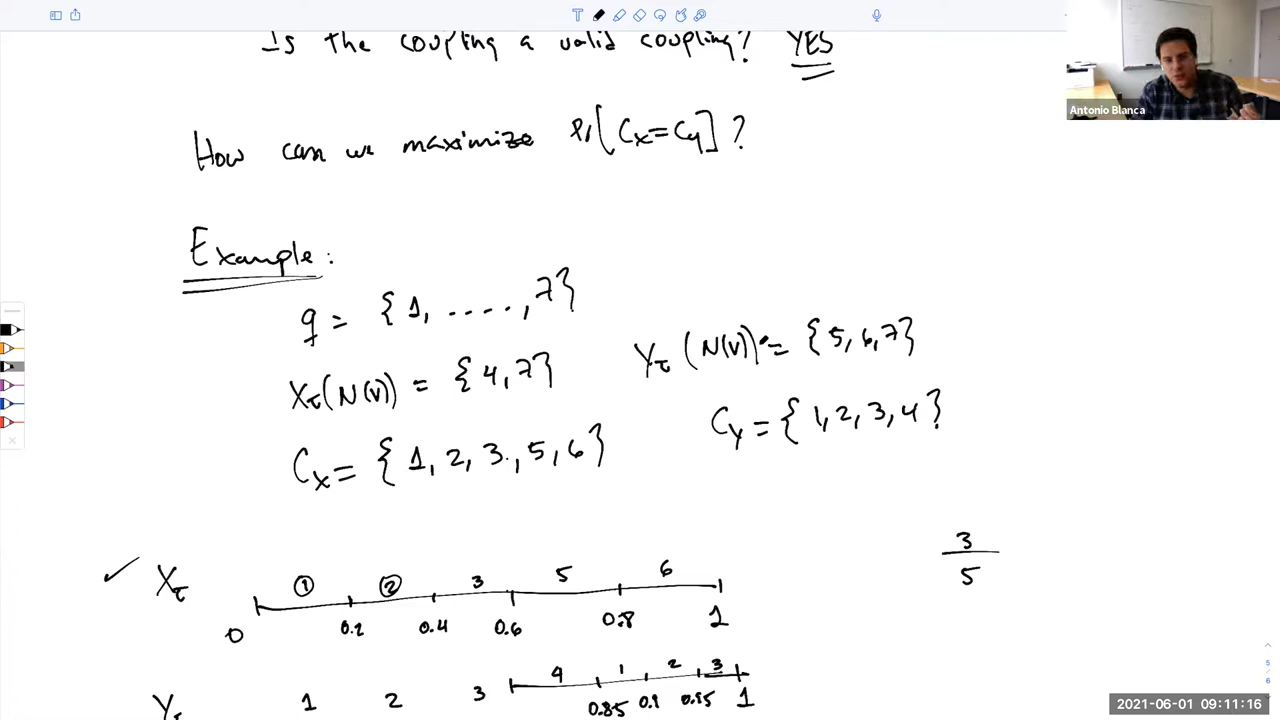 Is the coupling a valid coupling? YES
How can we maximize Pr[Cx=Cy]?
Antonio Blanca
Example:
q = {1, ....., 7}
Xτ(N(v)) = {4,7}
Yτ(N(v)) = {5,6,7}
Cx = {1, 2, 3, 5, 6}
Cy = {1,2,3,4}
3
5
✓ Xτ
1 2 3 5 6
0 0.2 0.4 0.6 0.8 1
Yτ 1 2 3
4 1 2 3
0.85 0.9 0.95 1
5
6
2021-06-01 09:11:16